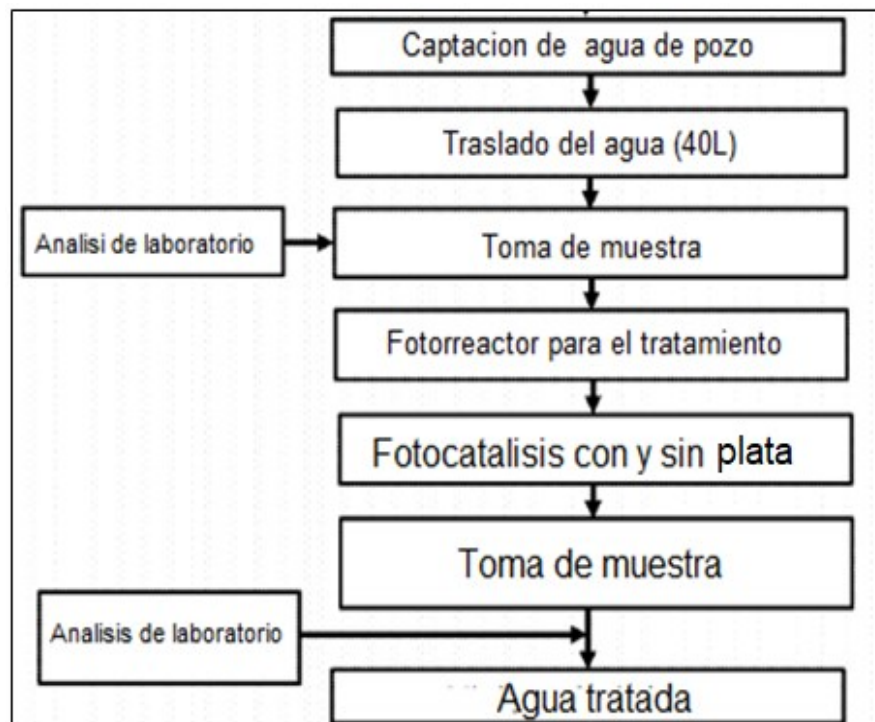 Captacion de agua de pozo
Traslado del agua (40L)
Analisi de laboratorio
Toma de muestra
Fotorreactor para el tratamiento
Fotocatalisis con y sin plata
Toma de muestra
Analisis de laboratorio
Agua tratada